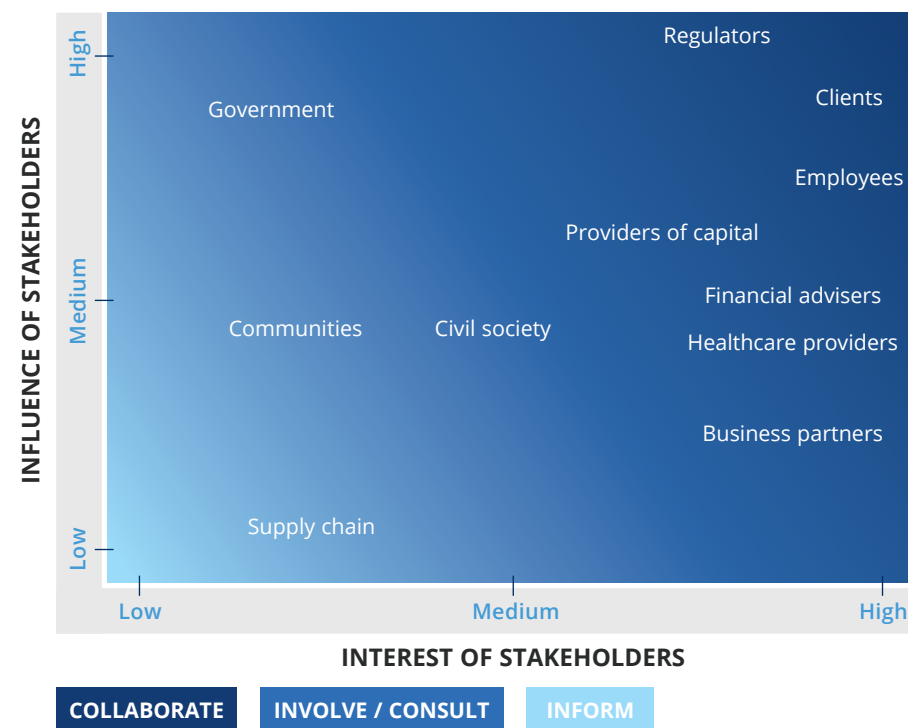 INFLUENCE OF STAKEHOLDERS
High
Medium
Low
Regulators
Clients
Government
Employees
Providers of capital
Financial advisers
Communities
Civil society
Healthcare providers
Business partners
Supply chain
Low
Medium
High
INTEREST OF STAKEHOLDERS
COLLABORATE
INVOLVE / CONSULT
INFORM